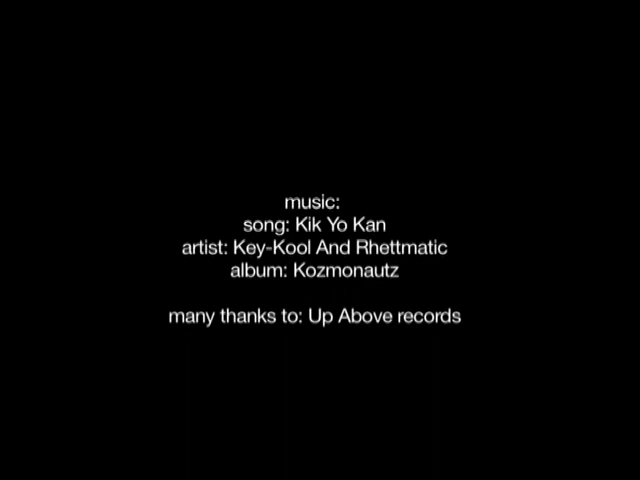 music:
song: Kik Yo Kan
artist: Key-Kool And Rhettmatic
album: Kozmonautz
many thanks to: Up Above records